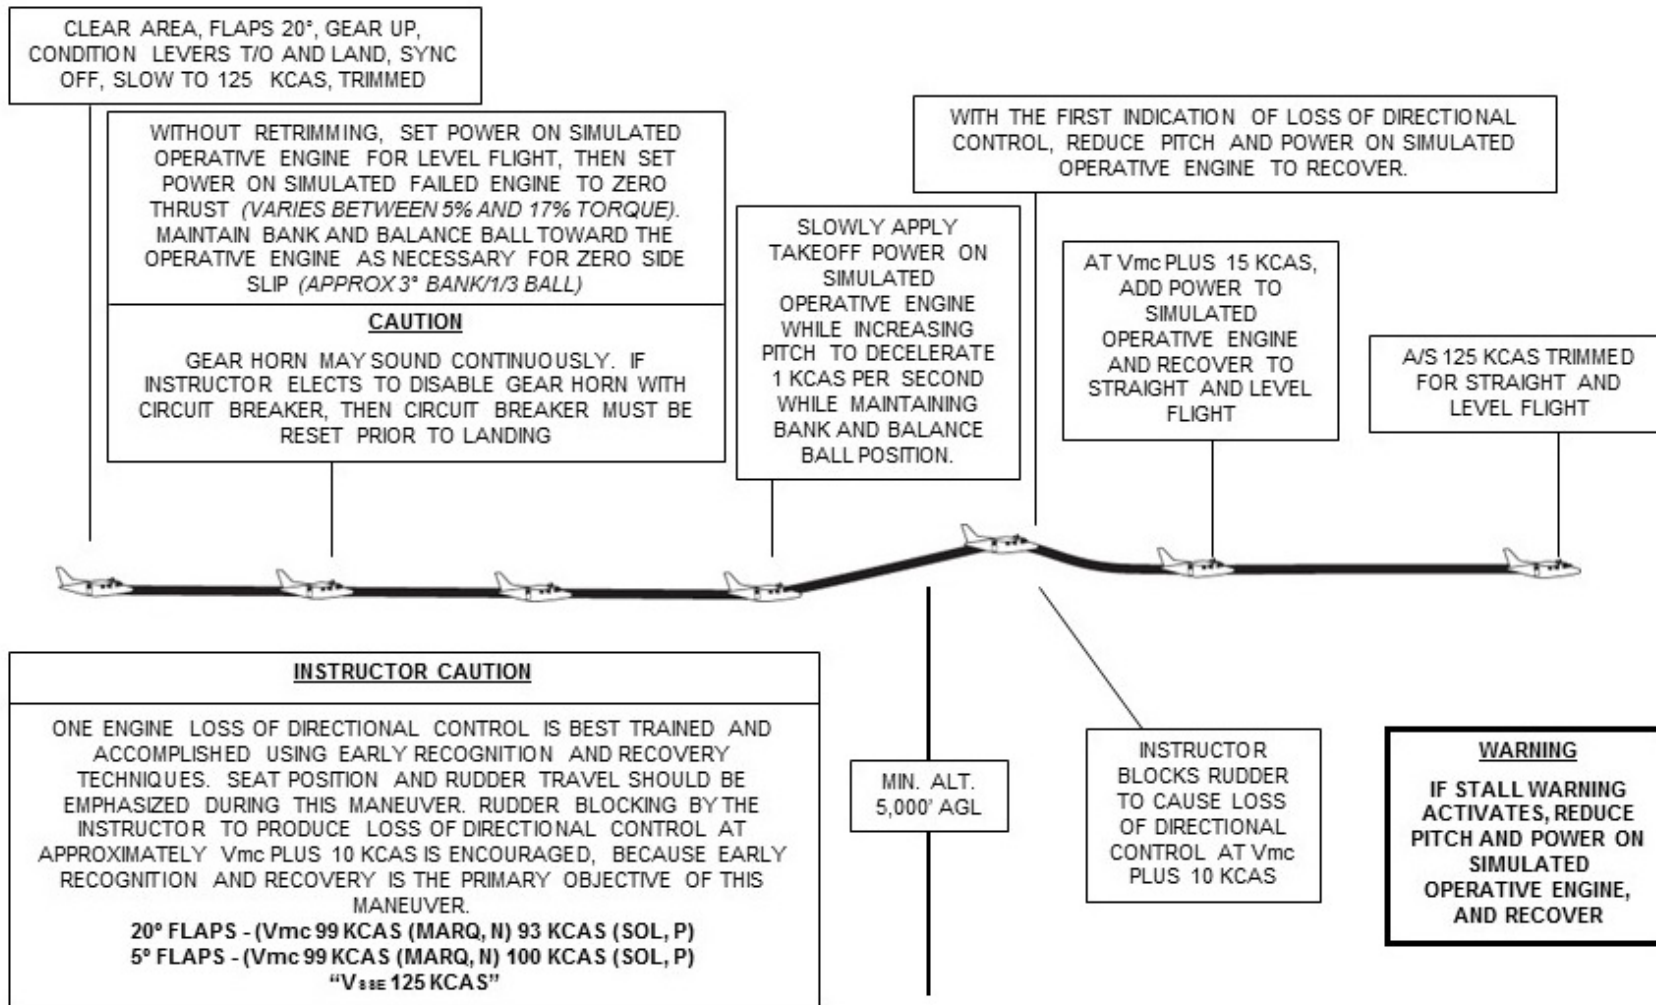 CLEAR AREA, FLAPS 20°, GEAR UP,
CONDITION LEVERS T/O AND LAND, SYNC
OFF, SLOW TO 125 KCAS, TRIMMED
WITHOUT RETRIMMING, SET POWER ON SIMULATED
OPERATIVE ENGINE FOR LEVEL FLIGHT, THEN SET
POWER ON SIMULATED FAILED ENGINE TO ZERO
THRUST (VARIES BETWEEN 5% AND 17% TORQUE).
MAINTAIN BANK AND BALANCE BALL TOWARD THE
OPERATIVE ENGINE AS NECESSARY FOR ZERO SIDE
SLIP (APPROX 3° BANK/1/3 BALL)
CAUTION
GEAR HORN MAY SOUND CONTINUOUSLY. IF
INSTRUCTOR ELECTS TO DISABLE GEAR HORN WITH
CIRCUIT BREAKER, THEN CIRCUIT BREAKER MUST BE
RESET PRIOR TO LANDING
SLOWLY APPLY
TAKEOFF POWER ON
SIMULATED
OPERATIVE ENGINE
WHILE INCREASING
PITCH TO DECELERATE
1 KCAS PER SECOND
WHILE MAINTAINING
BANK AND BALANCE
BALL POSITION.
WITH THE FIRST INDICATION OF LOSS OF DIRECTIONAL
CONTROL, REDUCE PITCH AND POWER ON SIMULATED
OPERATIVE ENGINE TO RECOVER.
AT Vmc PLUS 15 KCAS,
ADD POWER TO
SIMULATED
OPERATIVE ENGINE
AND RECOVER TO
STRAIGHT AND LEVEL
FLIGHT
A/S 125 KCAS TRIMMED
FOR STRAIGHT AND
LEVEL FLIGHT
INSTRUCTOR CAUTION
ONE ENGINE LOSS OF DIRECTIONAL CONTROL IS BEST TRAINED AND
ACCOMPLISHED USING EARLY RECOGNITION AND RECOVERY
TECHNIQUES. SEAT POSITION AND RUDDER TRAVEL SHOULD BE
EMPHASIZED DURING THIS MANEUVER. RUDDER BLOCKING BY THE
INSTRUCTOR TO PRODUCE LOSS OF DIRECTIONAL CONTROL AT
APPROXIMATELY Vmc PLUS 10 KCAS IS ENCOURAGED, BECAUSE EARLY
RECOGNITION AND RECOVERY IS THE PRIMARY OBJECTIVE OF THIS
MANEUVER.
20° FLAPS - (Vmc 99 KCAS (MARQ, N) 93 KCAS (SOL, P)
5° FLAPS - (Vmc 99 KCAS (MARQ, N) 100 KCAS (SOL, P)
"VSSE 125 KCAS"
MIN. ALT.
5,000' AGL
INSTRUCTOR
BLOCKS RUDDER
TO CAUSE LOSS
OF DIRECTIONAL
CONTROL AT Vmc
PLUS 10 KCAS
WARNING
IF STALL WARNING
ACTIVATES, REDUCE
PITCH AND POWER ON
SIMULATED
OPERATIVE ENGINE,
AND RECOVER